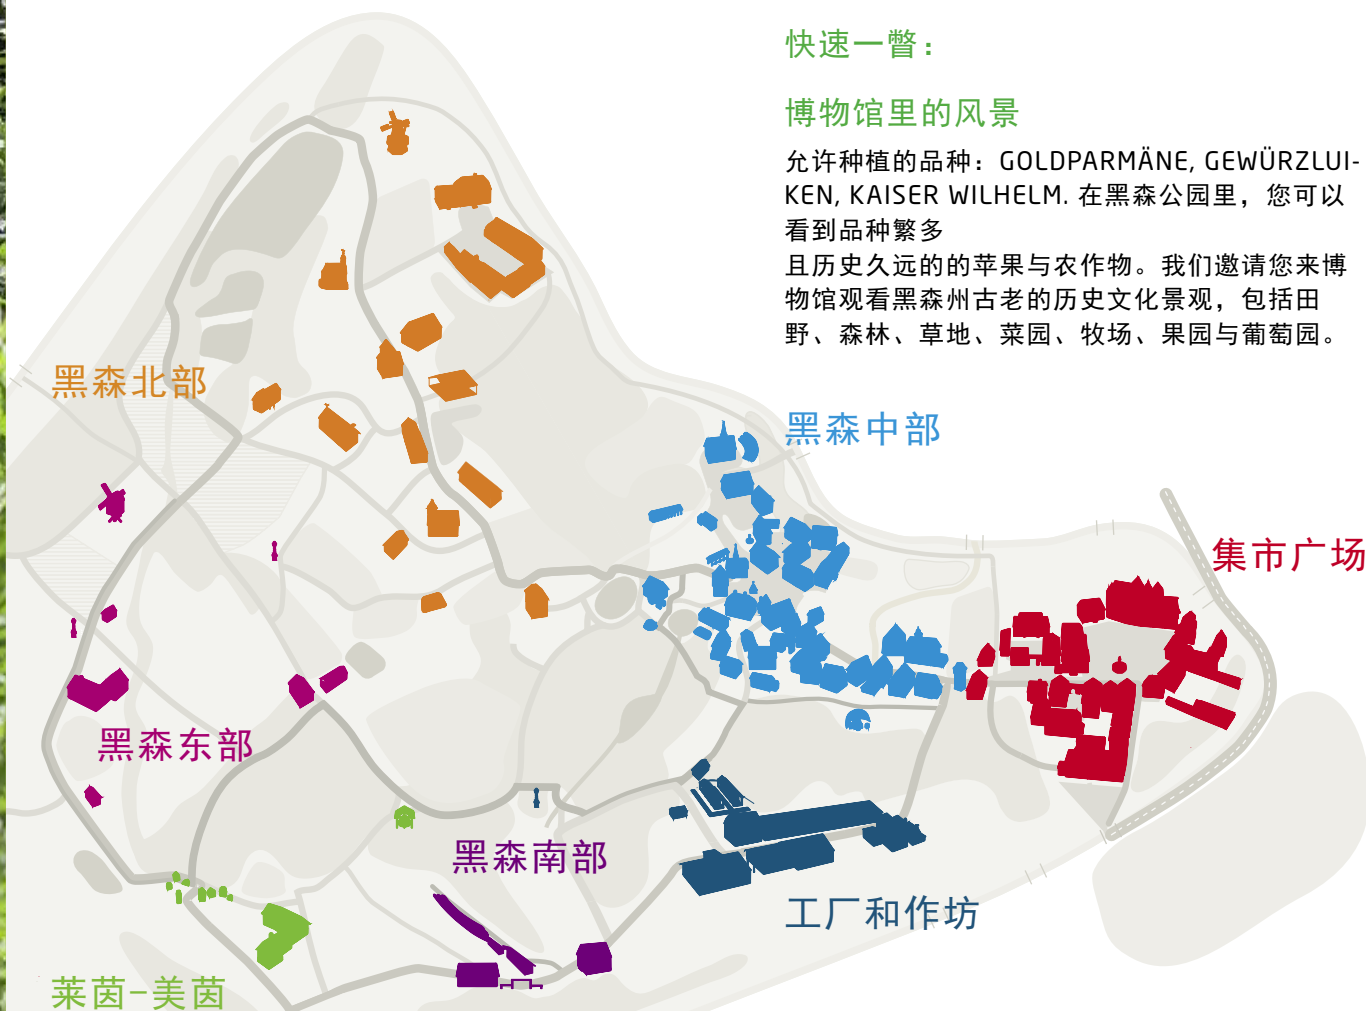 快速一瞥：
博物馆里的风景
允许种植的品种：GOLDPARMÄNE, GEWÜRZLUI-
KEN, KAISER WILHELM. 在黑森公园里，您可以
看到品种繁多
且历史久远的的苹果与农作物。我们邀请您来博
物馆观看黑森州古老的历史文化景观，包括田
野、森林、草地、菜园、牧场、果园与葡萄园。
黑森北部
黑森中部
集市广场
黑森东部
黑森南部
工厂和作坊
莱茵-美茵